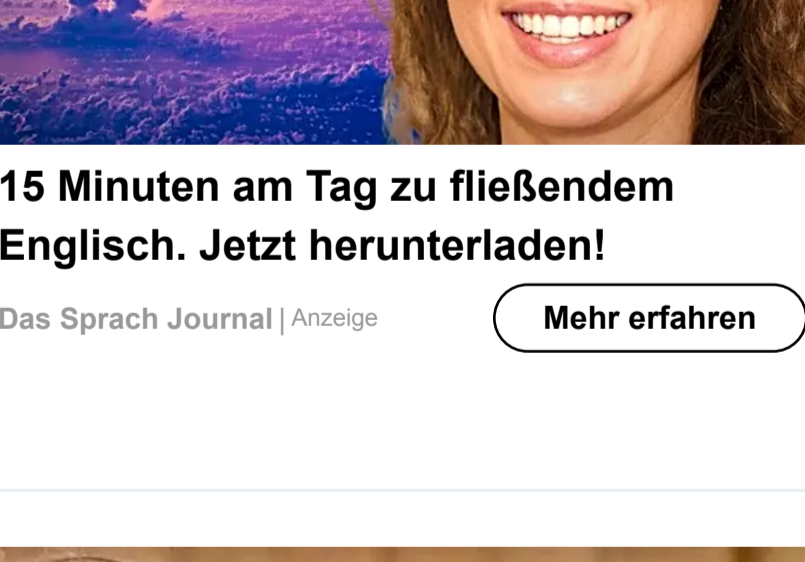 15 Minuten am Tag zu fließendem
Englisch. Jetzt herunterladen!
Das Sprach Journal | Anzeige
Mehr erfahren